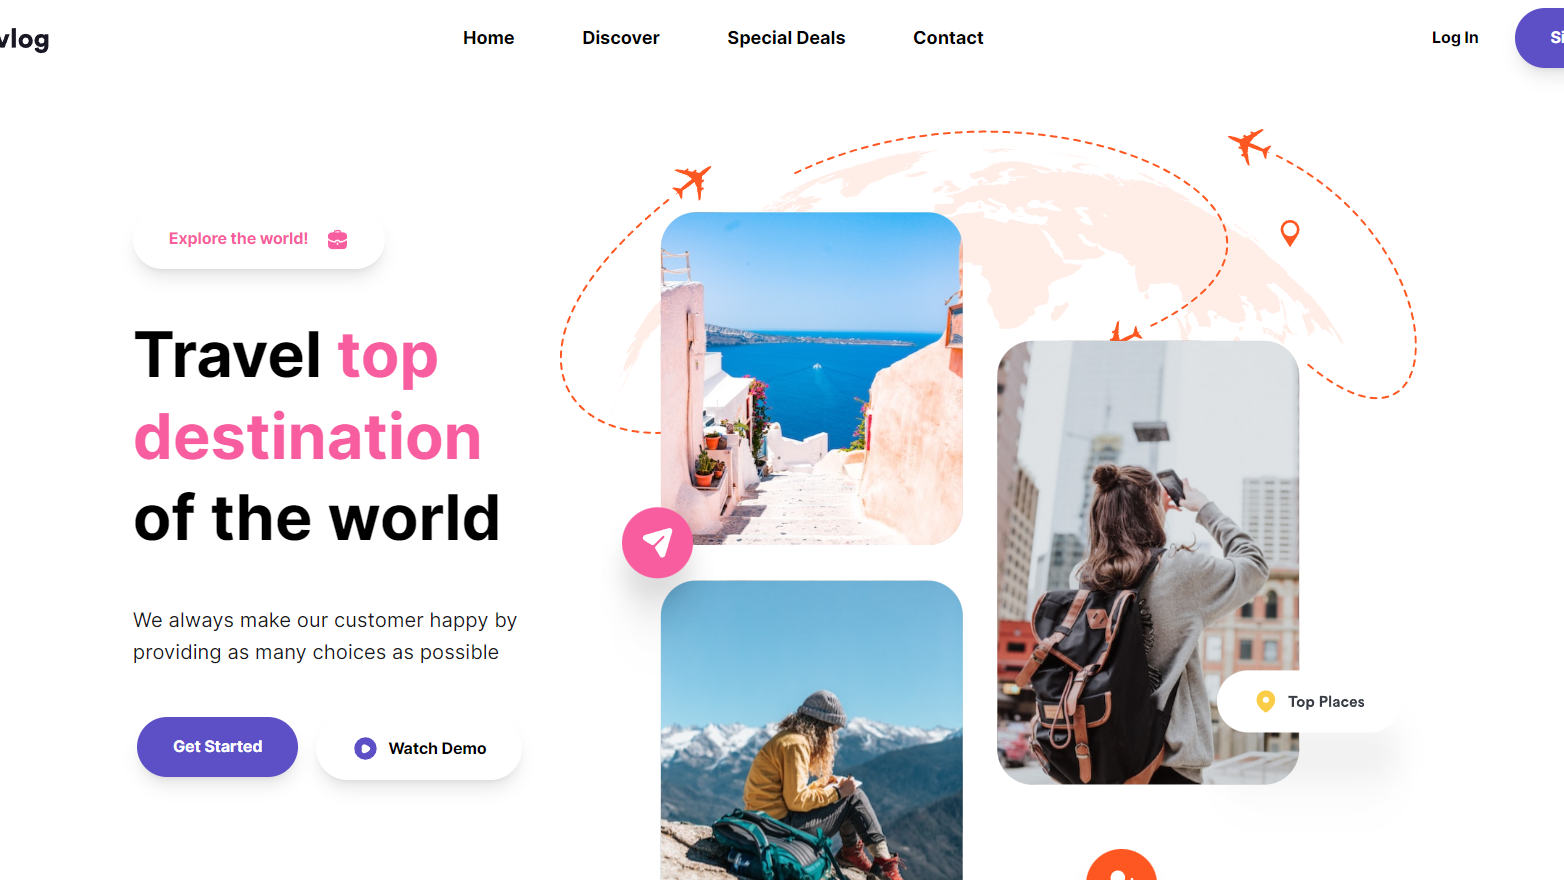 vlog
Home
Discover
Special Deals
Contact
Log In
Explore the world!
Travel top
destination
of the world
We always make our customer happy by
providing as many choices as possible
Get Started
Watch Demo
Top Places